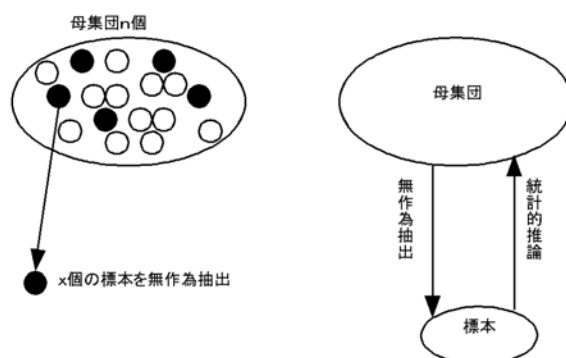 母集団n個
x個の標本を無作為抽出
母集団
無作為抽出
統計的推論
標本